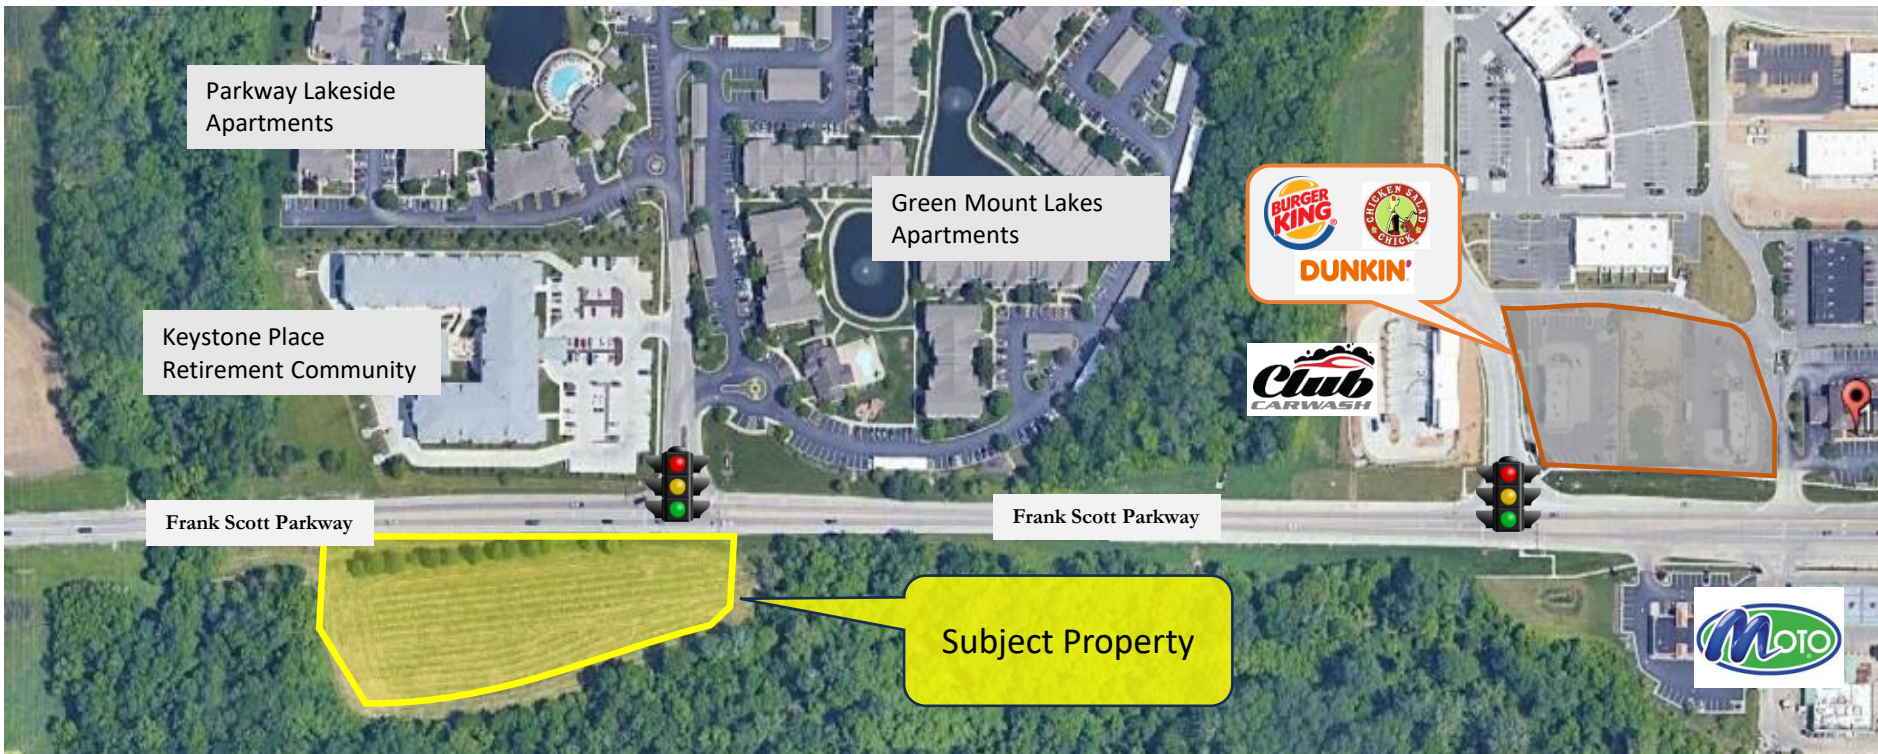 Parkway Lakeside
Apartments
Green Mount Lakes
Apartments
BURGER
KING®
CHICKEN SALAD
CHICK
DUNKIN'
Keystone Place
Retirement Community
Club
CARWASH
1
Frank Scott Parkway
Frank Scott Parkway
Subject Property
MOTO